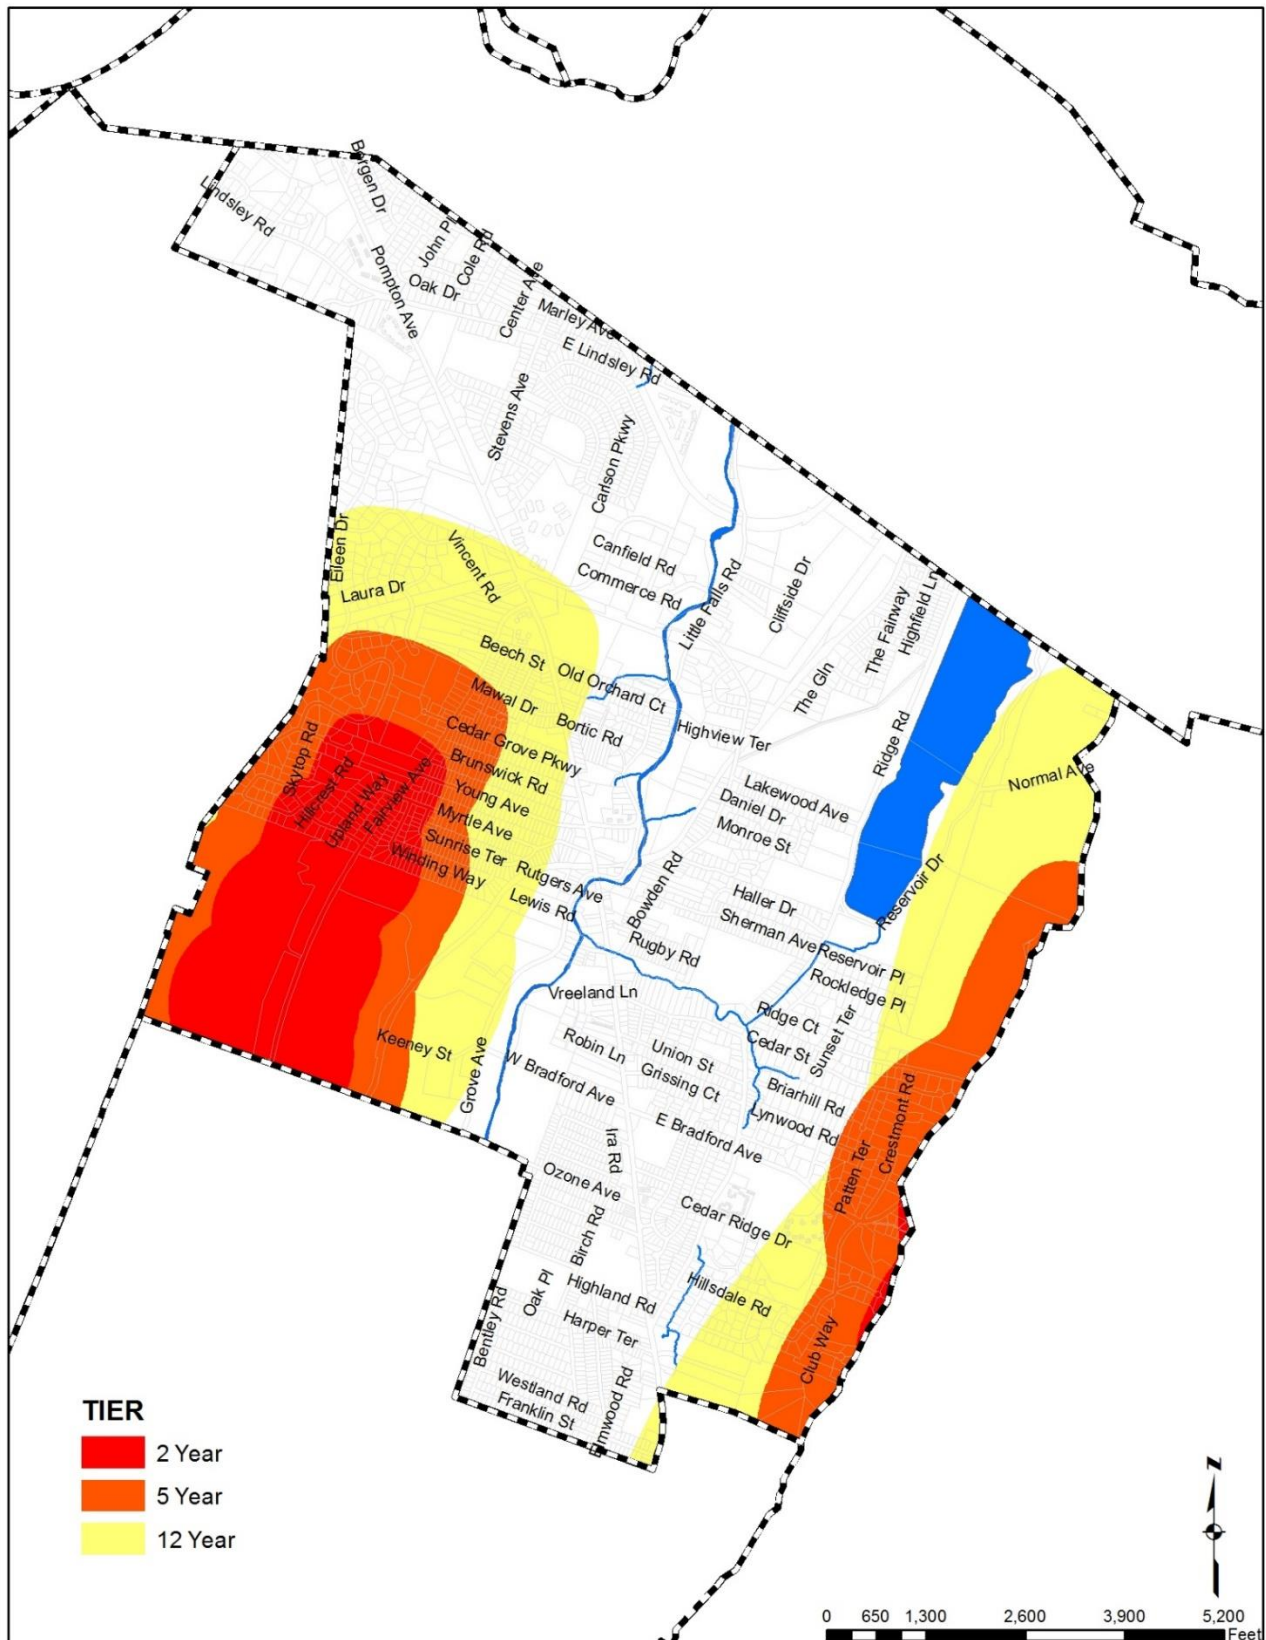 Bergen Dr
Lindsley Rd
John Pl
Cole Rd
Pompton Ave
Oak Dr
Center Ave
Marley Ave
E Lindsley Rd
Stevens Ave
Carlson Pkwy
Eileen Dr
Vincent Rd
Canfield Rd
Commerce Rd
Little Falls Rd
Cliffside Dr
The Fairway
Highfield Ln
Laura Dr
Beech St
Old Orchard Ct
The Gln
Mawal Dr
Bortic Rd
Highview Ter
Ridge Rd
Cedar Grove Pkwy
Skytop Rd
Hillcrest Rd
Upland Way
Fairview Ave
Brunswick Rd
Young Ave
Myrtle Ave
Sunrise Ter
Winding Way
Normal Ave
Lakewood Ave
Daniel Dr
Monroe St
Rutgers Ave
Lewis Rd
Bowden Rd
Haller Dr
Sherman Ave
Reservoir Dr
Rugby Rd
Reservoir Pl
Rockledge Pl
Vreeland Ln
Ridge Ct
Sunset Ter
Keeney St
Grove Ave
Robin Ln
Union St
Cedar St
W Bradford Ave
Grissing Ct
Briarhill Rd
Lynwood Rd
Crestmont Rd
E Bradford Ave
Ira Rd
Patten Ter
Ozone Ave
Birch Rd
Cedar Ridge Dr
Oak Pl
Highland Rd
Hillsdale Rd
Bentley Rd
Harper Ter
Club Way
Westland Rd
Franklin St
Elmwood Rd
TIER
2 Year
5 Year
12 Year
N
0 650 1,300 2,600 3,900 5,200
Feet